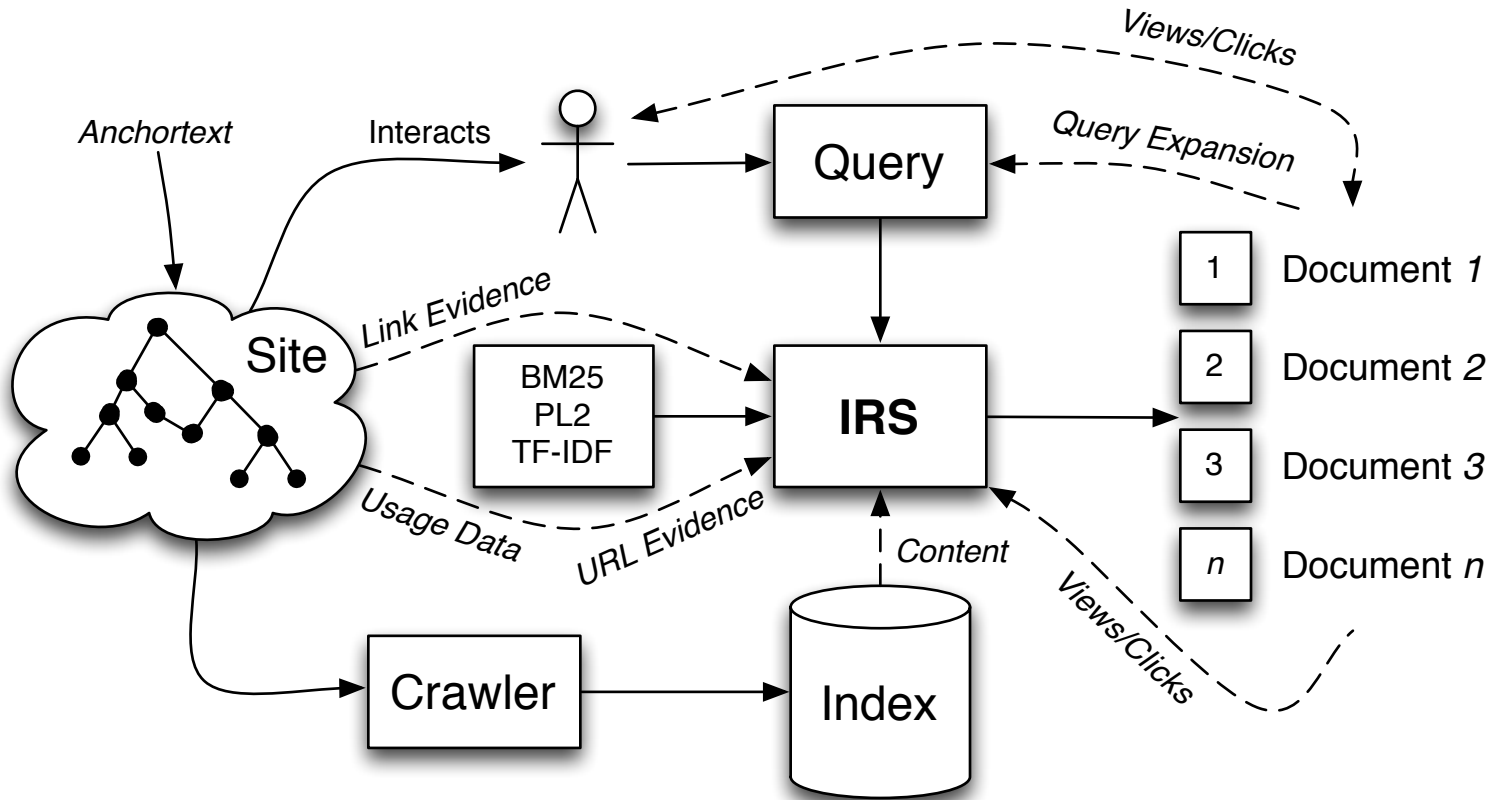 Views/Clicks
Anchortext
Interacts
Query
Query Expansion
1
Document 1
Site
Link Evidence
BM25
PL2
TF-IDF
IRS
2
Document 2
3
Document 3
Usage Data
URL Evidence
Content
n
Document n
Views/Clicks
Crawler
Index